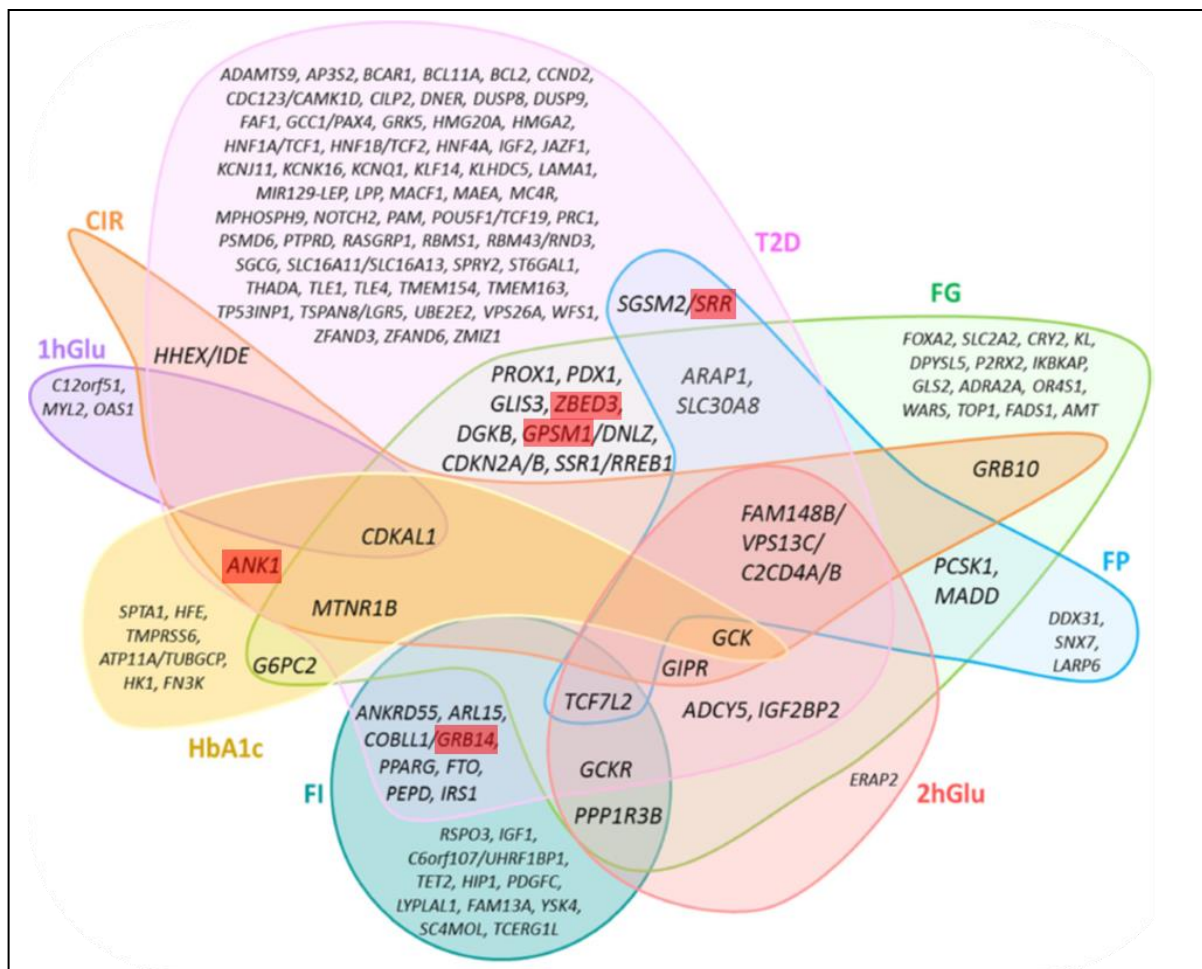 ADAMTS9, AP3S2, BCAR1, BCL11A, BCL2, CCND2,
CDC123/CAMK1D, CILP2, DNER, DUSP8, DUSP9,
FAF1, GCC1/PAX4, GRK5, HMG20A, HMGA2,
HNF1A/TCF1, HNF1B/TCF2, HNF4A, IGF2, JAZF1,
KCNJ11, KCNK16, KCNQ1, KLF14, KLHDC5, LAMA1,
MIR129-LEP, LPP, MACF1, MAEA, MC4R,
MPHOSPH9, NOTCH2, PAM, POU5F1/TCF19, PRC1,
PSMD6, PTPRD, RASGRP1, RBMS1, RBM43/RND3,
SGCG, SLC16A11/SLC16A13, SPRY2, ST6GAL1,
THADA, TLE1, TLE4, TMEM154, TMEM163,
TP53INP1, TSPAN8/LGR5, UBE2E2, VPS26A, WFS1,
ZFAND3, ZFAND6, ZMIZ1
CIR
T2D
SGSM2/SRR
FG
FOXA2, SLC2A2, CRY2, KL,
DPYSL5, P2RX2, IKBKAP,
GLS2, ADRA2A, OR4S1,
WARS, TOP1, FADS1, AMT
1hGlu
HHEX/IDE
C12orf51,
MYL2, OAS1
PROX1, PDX1,
GLIS3, ZBED3,
DGKB, GPSM1/DNLZ,
CDKN2A/B, SSR1/RREB1
ARAP1,
SLC30A8
GRB10
FAM148B/
VPS13C/
C2CD4A/B
CDKAL1
ANK1
MTNR1B
PCSK1,
MADD
FP
DDX31,
SNX7,
LARP6
SPTA1, HFE,
TMPRSS6,
ATP11A/TUBGCP,
HK1, FN3K
G6PC2
GCK
GIPR
TCF7L2
ADCY5, IGF2BP2
HbA1c
ANKRD55, ARL15,
COBLL1/GRB14,
PPARG, FTO,
PEPD, IRS1
FI
GCKR
PPP1R3B
ERAP2
2hGlu
RSPO3, IGF1,
C6orf107/UHRF1BP1,
TET2, HIP1, PDGFC,
LYPLAL1, FAM13A, YSK4,
SC4MOL, TCERG1L